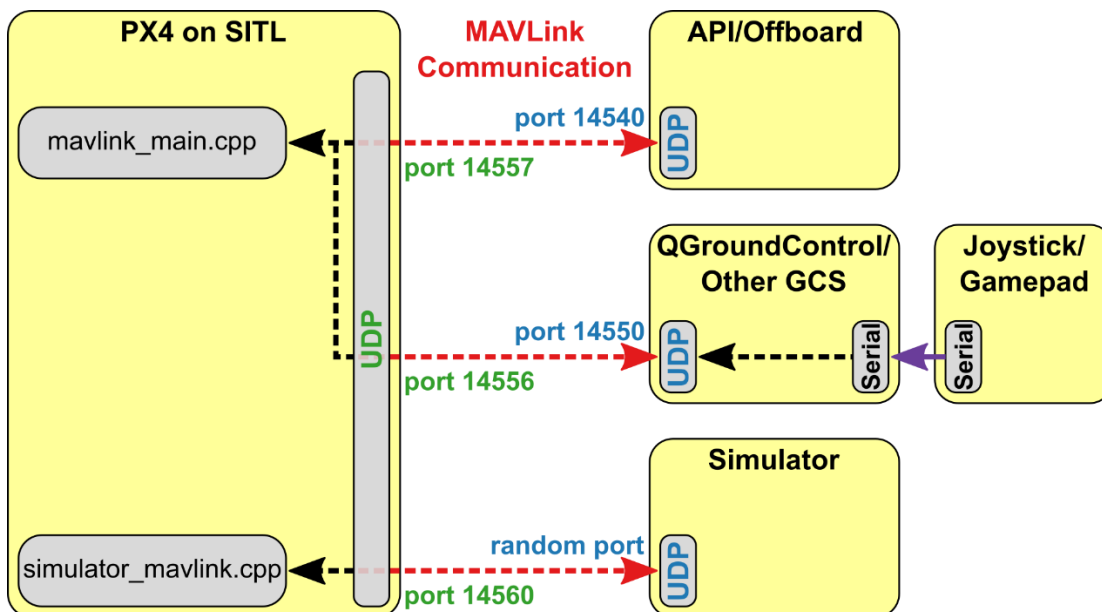 PX4 on SITL
MAVLink
Communication
API/Offboard
mavlink_main.cpp
port 14540
UDP
port 14557
QGroundControl/
Other GCS
Joystick/
Gamepad
UDP
port 14550
UDP
Serial
Serial
port 14556
Simulator
simulator_mavlink.cpp
random port
UDP
port 14560